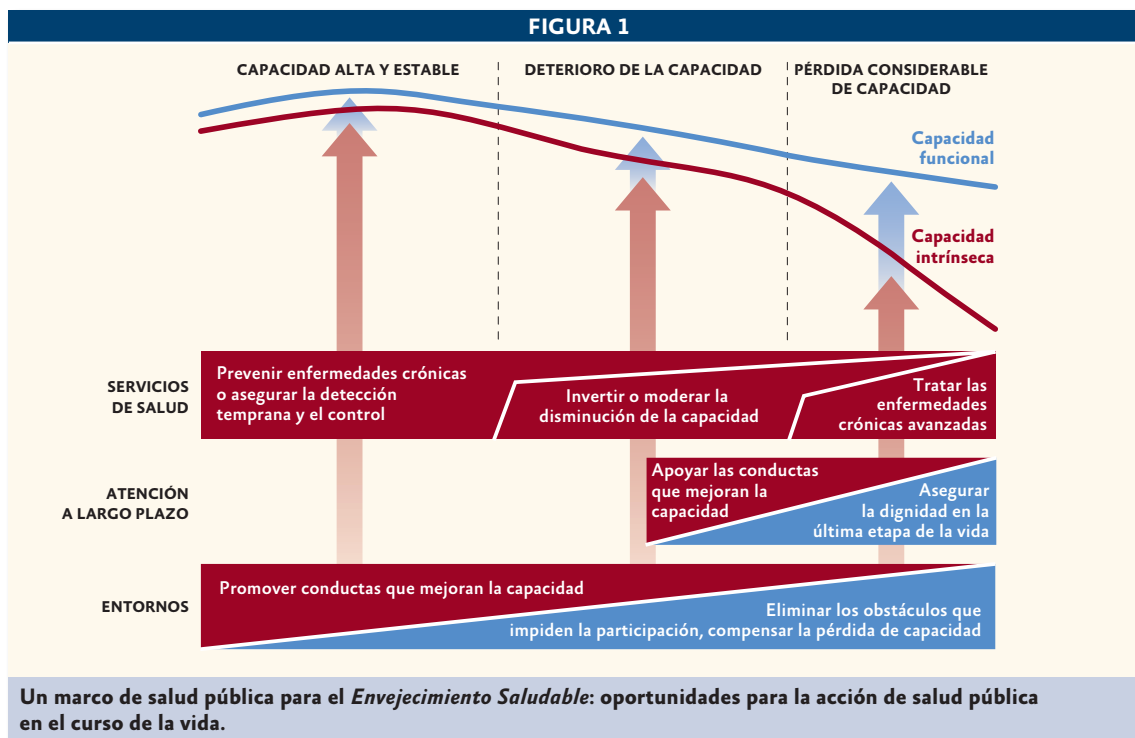 FIGURA 1
CAPACIDAD ALTA Y ESTABLE
DETERIORO DE LA CAPACIDAD
PÉRDIDA CONSIDERABLE
DE CAPACIDAD
Capacidad
funcional
Capacidad
intrínseca
SERVICIOS
DE SALUD
Prevenir enfermedades crónicas
o asegurar la detección
temprana y el control
Invertir o moderar la
disminución de la capacidad
Tratar las
enfermedades
crónicas avanzadas
ATENCIÓN
A LARGO PLAZO
Apoyar las conductas
que mejoran la
capacidad
Asegurar
la dignidad en la
última etapa de la vida
ENTORNOS
Promover conductas que mejoran la capacidad
Eliminar los obstáculos que
impiden la participación, compensar la pérdida de capacidad
Un marco de salud pública para el Envejecimiento Saludable: oportunidades para la acción de salud pública
en el curso de la vida.